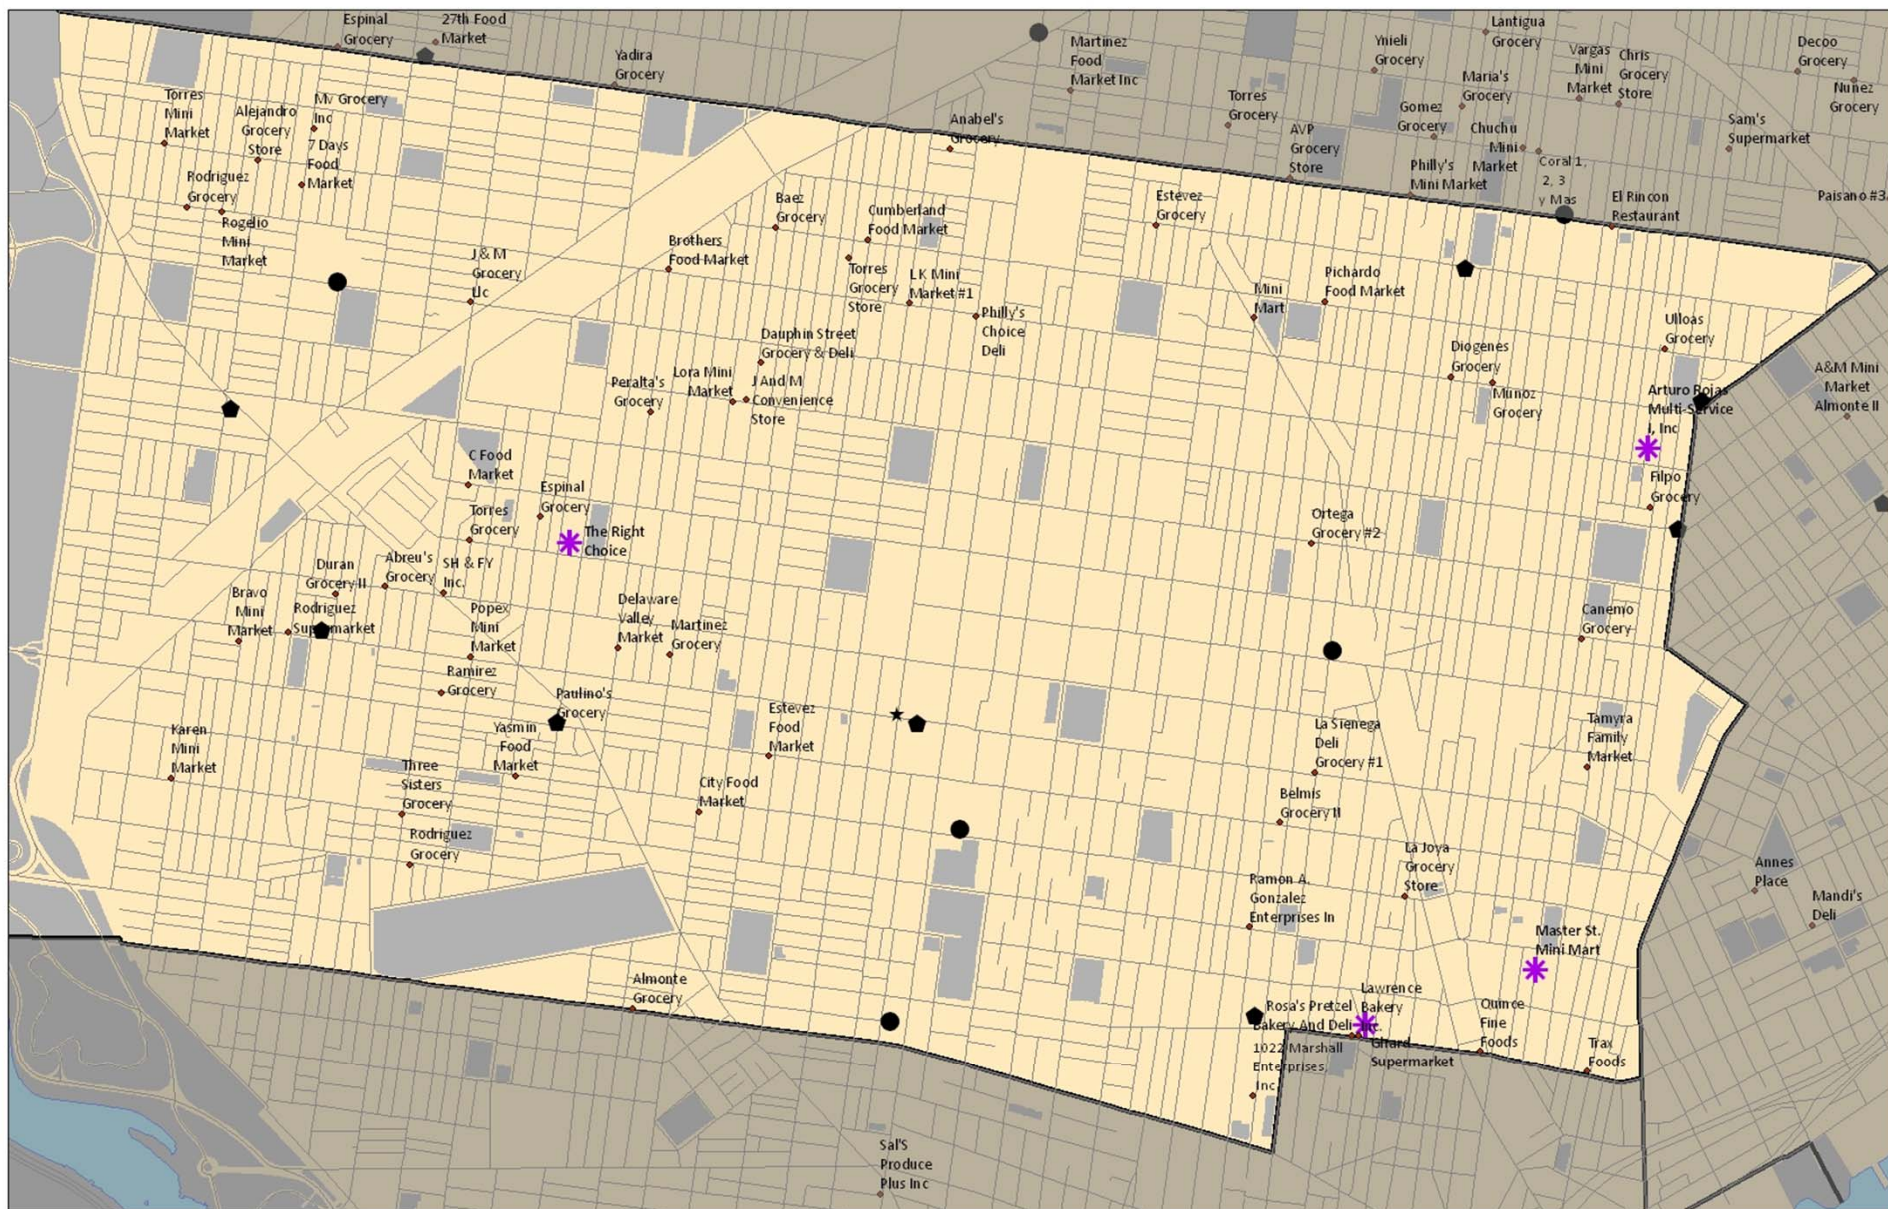 Espinal
Grocery
27th Food
Market
Yadira
Grocery
Martinez
Food
Market Inc
Ynieli
Grocery
Lantigua
Grocery
Vargas
Mini
Market
Chris
Grocery
Store
Decoo
Grocery
Nunez
Grocery
Maria's
Grocery
Torres
Grocery
Gomez
Grocery
AVP
Grocery
Store
Chuchu
Mini
Market
Sam's
Supermarket
Philly's
Mini Market
Coral 1,
2, 3
y Mas
El Rincon
Restaurant
Paisano #3
Torres
Mini
Market
Alejandro
Grocery
Store
Mv Grocery
Inc
7 Days
Food
Market
Anabel's
Grocery
Rodriguez
Grocery
Rogelio
Mini
Market
Baez
Grocery
Cumberland
Food Market
Estevez
Grocery
J & M
Grocery
Llc
Brothers
Food Market
Torres
Grocery
Store
L K Mini
Market #1
Philly's
Choice
Deli
Mini
Mart
Pichardo
Food Market
Ulloas
Grocery
Dauphin Street
Grocery & Deli
Lora Mini
Market
J And M
Convenience
Store
Peralta's
Grocery
Diogenes
Grocery
Munoz
Grocery
Arturo Rojas
Multi-Service
I, Inc
A&M Mini
Market
Almonte II
C Food
Market
Espinal
Grocery
Filpo
Grocery
Torres
Grocery
The Right
Choice
Ortega
Grocery #2
Duran
Grocery II
Abreu's
Grocery
SH & FY
Inc.
Bravo
Mini
Market
Rodriguez
Supermarket
Popex
Mini
Market
Delaware
Valley
Market
Martinez
Grocery
Canemo
Grocery
Ramirez
Grocery
Paulino's
Grocery
Karen
Mini
Market
Yasmin
Food
Market
Estevez
Food
Market
La Sienega
Deli
Grocery #1
Tamyra
Family
Market
Three
Sisters
Grocery
City Food
Market
Belmis
Grocery II
Rodriguez
Grocery
La Joya
Grocery
Store
Annes
Place
Ramon A.
Gonzalez
Enterprises In
Mandi's
Deli
Master St.
Mini Mart
Almonte
Grocery
Rosa's Pretzel
Bakery And Deli
Lawrence
Bakery
Inc.
Quince
Fine
Foods
1022 Marshall
Enterprises,
Inc
Girard
Supermarket
Trax
Foods
Sal'S
Produce
Plus Inc